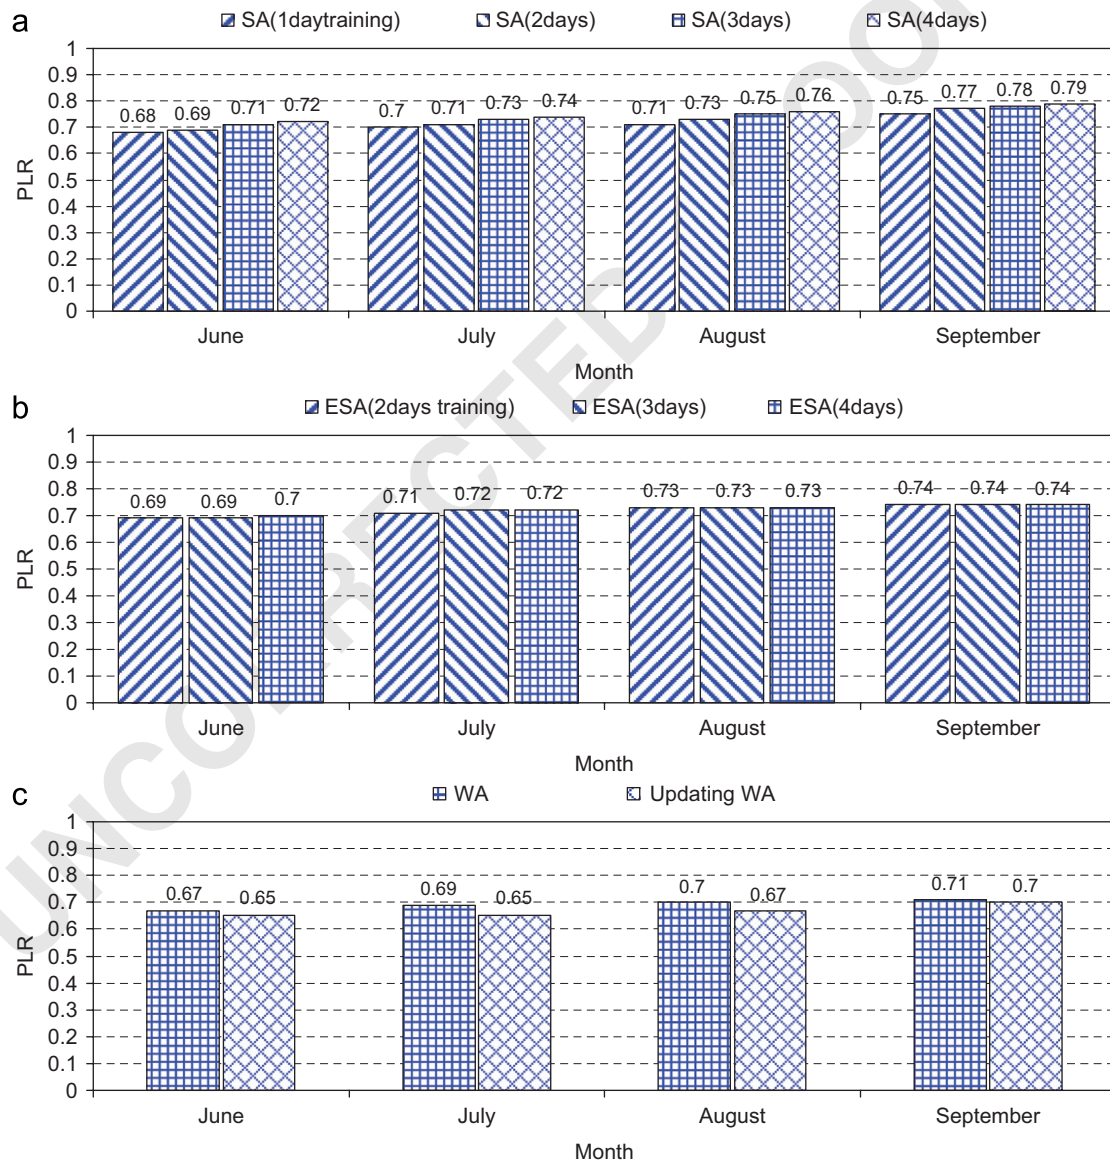 a
SA(1daytraining) SA(2days) SA(3days) SA(4days)
1
0.9
0.8
0.7
0.6
0.5
0.4
0.3
0.2
0.1
0
PLR
0.68 0.69 0.71 0.72 0.7 0.71 0.73 0.74 0.71 0.73 0.75 0.76 0.75 0.77 0.78 0.79
June July August September
Month
b
ESA(2days training) ESA(3days) ESA(4days)
1
0.9
0.8
0.7
0.6
0.5
0.4
0.3
0.2
0.1
0
PLR
0.69 0.69 0.7 0.71 0.72 0.72 0.73 0.73 0.73 0.74 0.74 0.74
June July August September
Month
c
WA Updating WA
1
0.9
0.8
0.7
0.6
0.5
0.4
0.3
0.2
0.1
0
PLR
0.67 0.65 0.69 0.65 0.7 0.67 0.71 0.7
June July August September
Month
UNCORRECTED